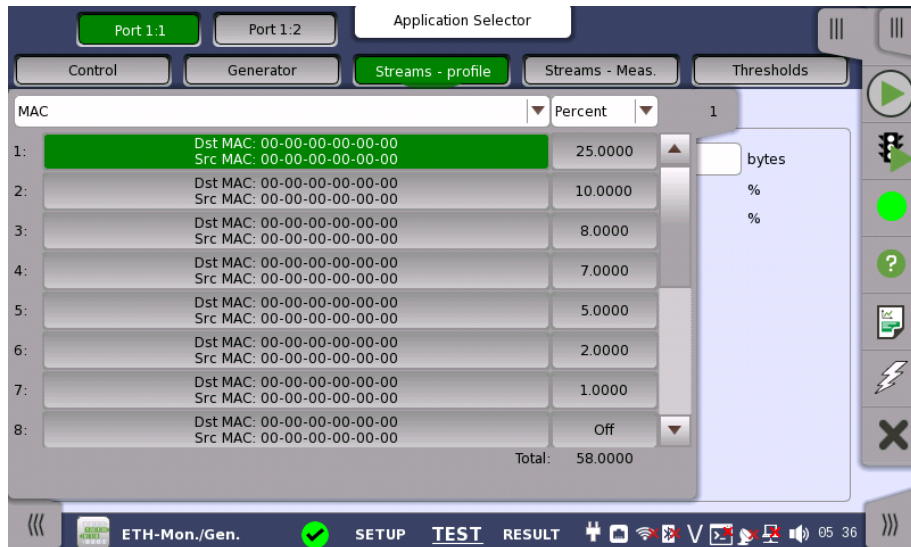 Application Selector
Port 1:1 Port 1:2
Control Generator Streams - profile Streams - Meas. Thresholds
MAC Percent 1
1: Dst MAC: 00-00-00-00-00-00
Src MAC: 00-00-00-00-00-00 25.0000 bytes
2: Dst MAC: 00-00-00-00-00-00
Src MAC: 00-00-00-00-00-00 10.0000 %
3: Dst MAC: 00-00-00-00-00-00
Src MAC: 00-00-00-00-00-00 8.0000 %
4: Dst MAC: 00-00-00-00-00-00
Src MAC: 00-00-00-00-00-00 7.0000
5: Dst MAC: 00-00-00-00-00-00
Src MAC: 00-00-00-00-00-00 5.0000
6: Dst MAC: 00-00-00-00-00-00
Src MAC: 00-00-00-00-00-00 2.0000
7: Dst MAC: 00-00-00-00-00-00
Src MAC: 00-00-00-00-00-00 1.0000
8: Dst MAC: 00-00-00-00-00-00
Src MAC: 00-00-00-00-00-00 Off
Total: 58.0000
ETH-Mon./Gen. SETUP TEST RESULT V 05 36